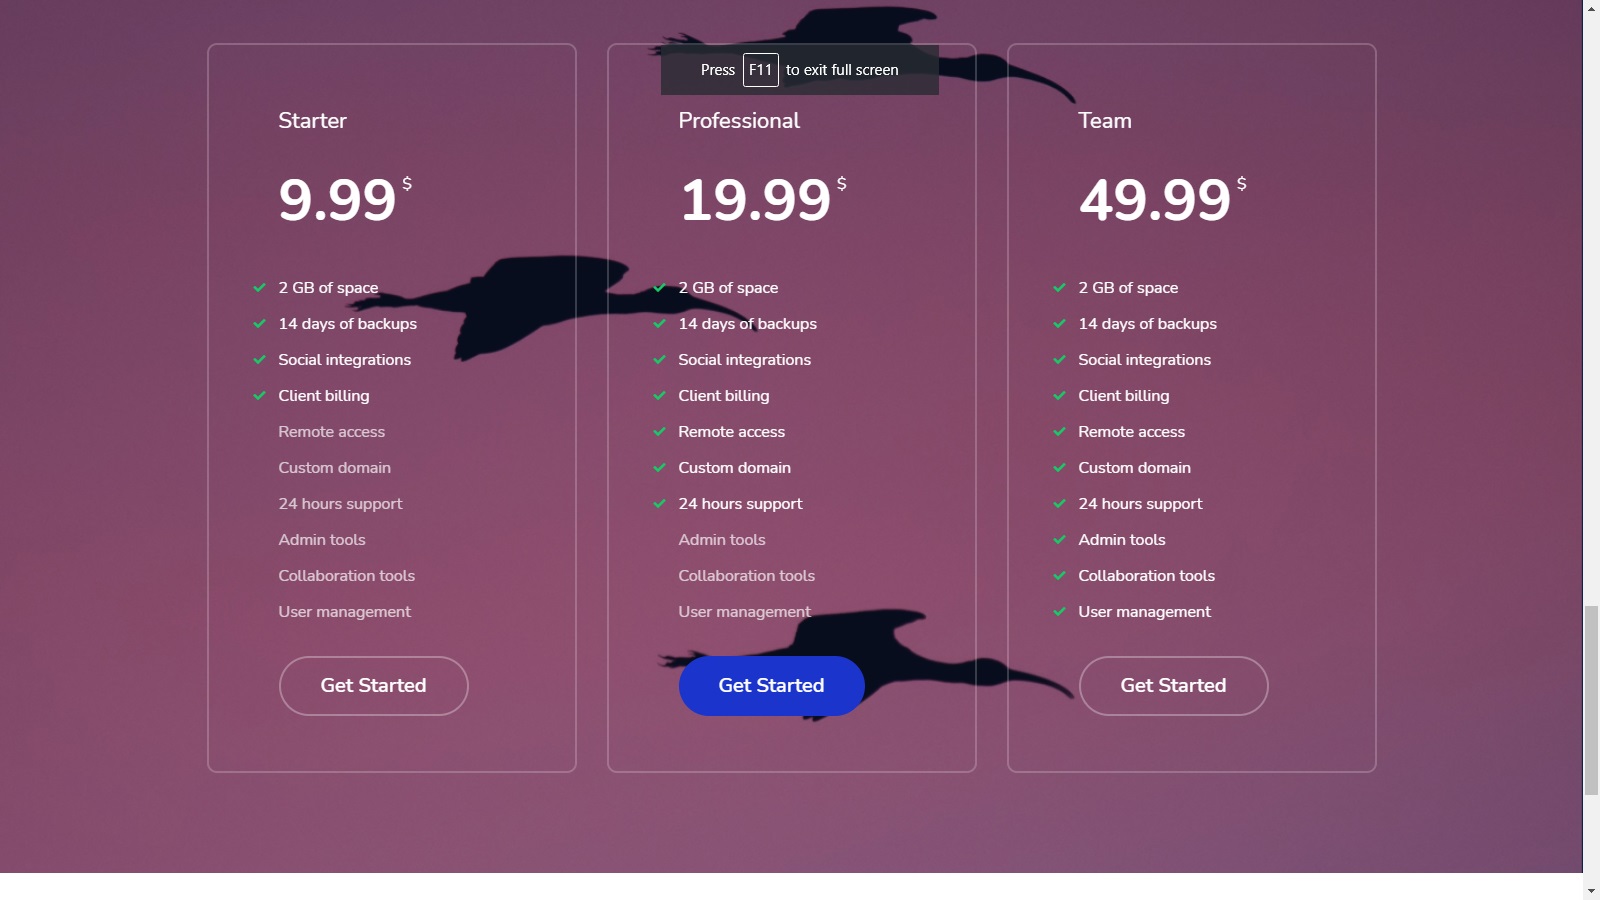 Press F11 to exit full screen
Starter
9.99 $
2 GB of space
14 days of backups
Social integrations
Client billing
Remote access
Custom domain
24 hours support
Admin tools
Collaboration tools
User management
Get Started
Professional
19.99 $
2 GB of space
14 days of backups
Social integrations
Client billing
Remote access
Custom domain
24 hours support
Admin tools
Collaboration tools
User management
Get Started
Team
49.99 $
2 GB of space
14 days of backups
Social integrations
Client billing
Remote access
Custom domain
24 hours support
Admin tools
Collaboration tools
User management
Get Started